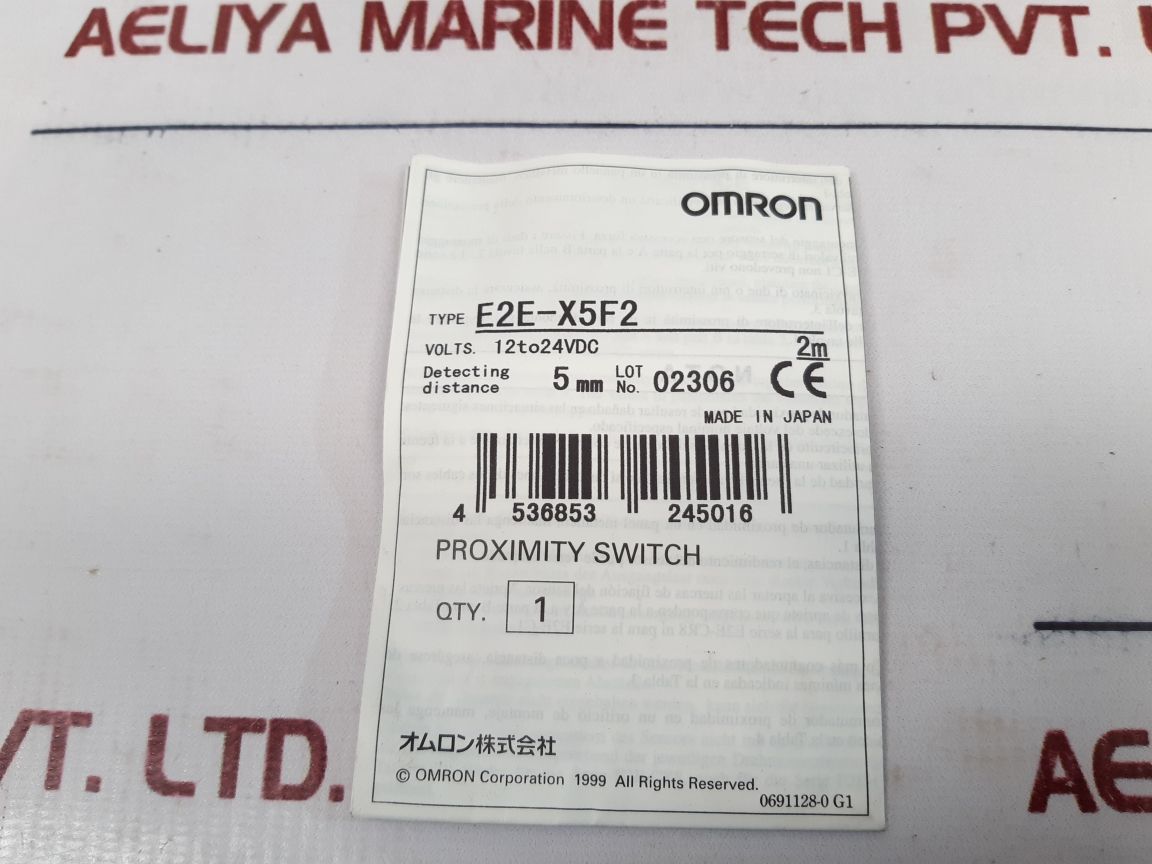 AELIYA MARINE TECH PVT.
OMRON
TYPE E2E-X5F2
VOLTS. 12to24VDC 2m
Detecting distance 5mm LOT No. 02306 CE
MADE IN JAPAN
4 536853 245016
PROXIMITY SWITCH
QTY. 1
オムロン株式会社
© OMRON Corporation 1999 All Rights Reserved.
0691128-0 G1
VT. LTD.
AE